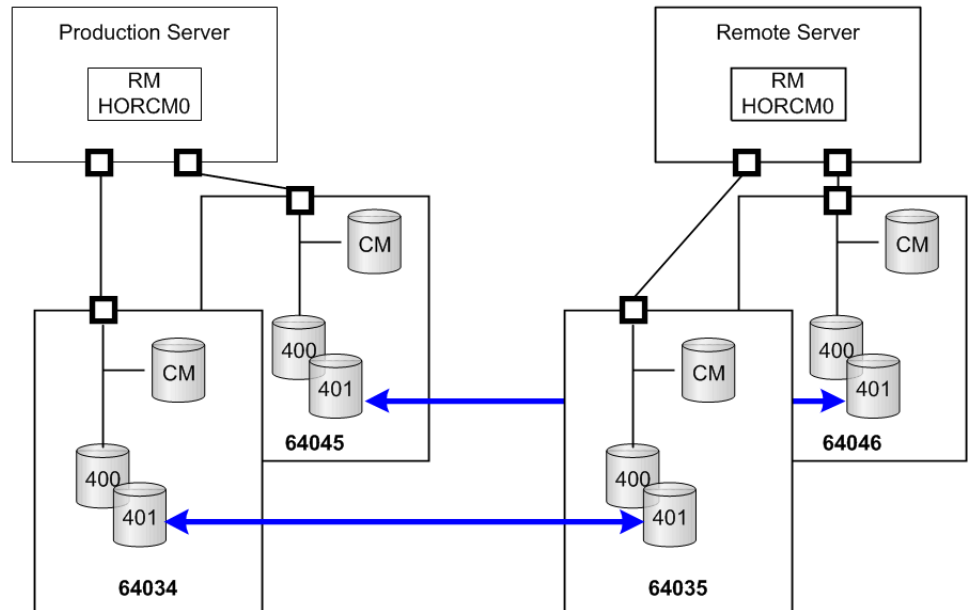 Production Server
RM
HORCM0
Remote Server
RM
HORCM0
CM
400
401
64045
CM
400
401
64046
CM
400
401
64034
CM
400
401
64035